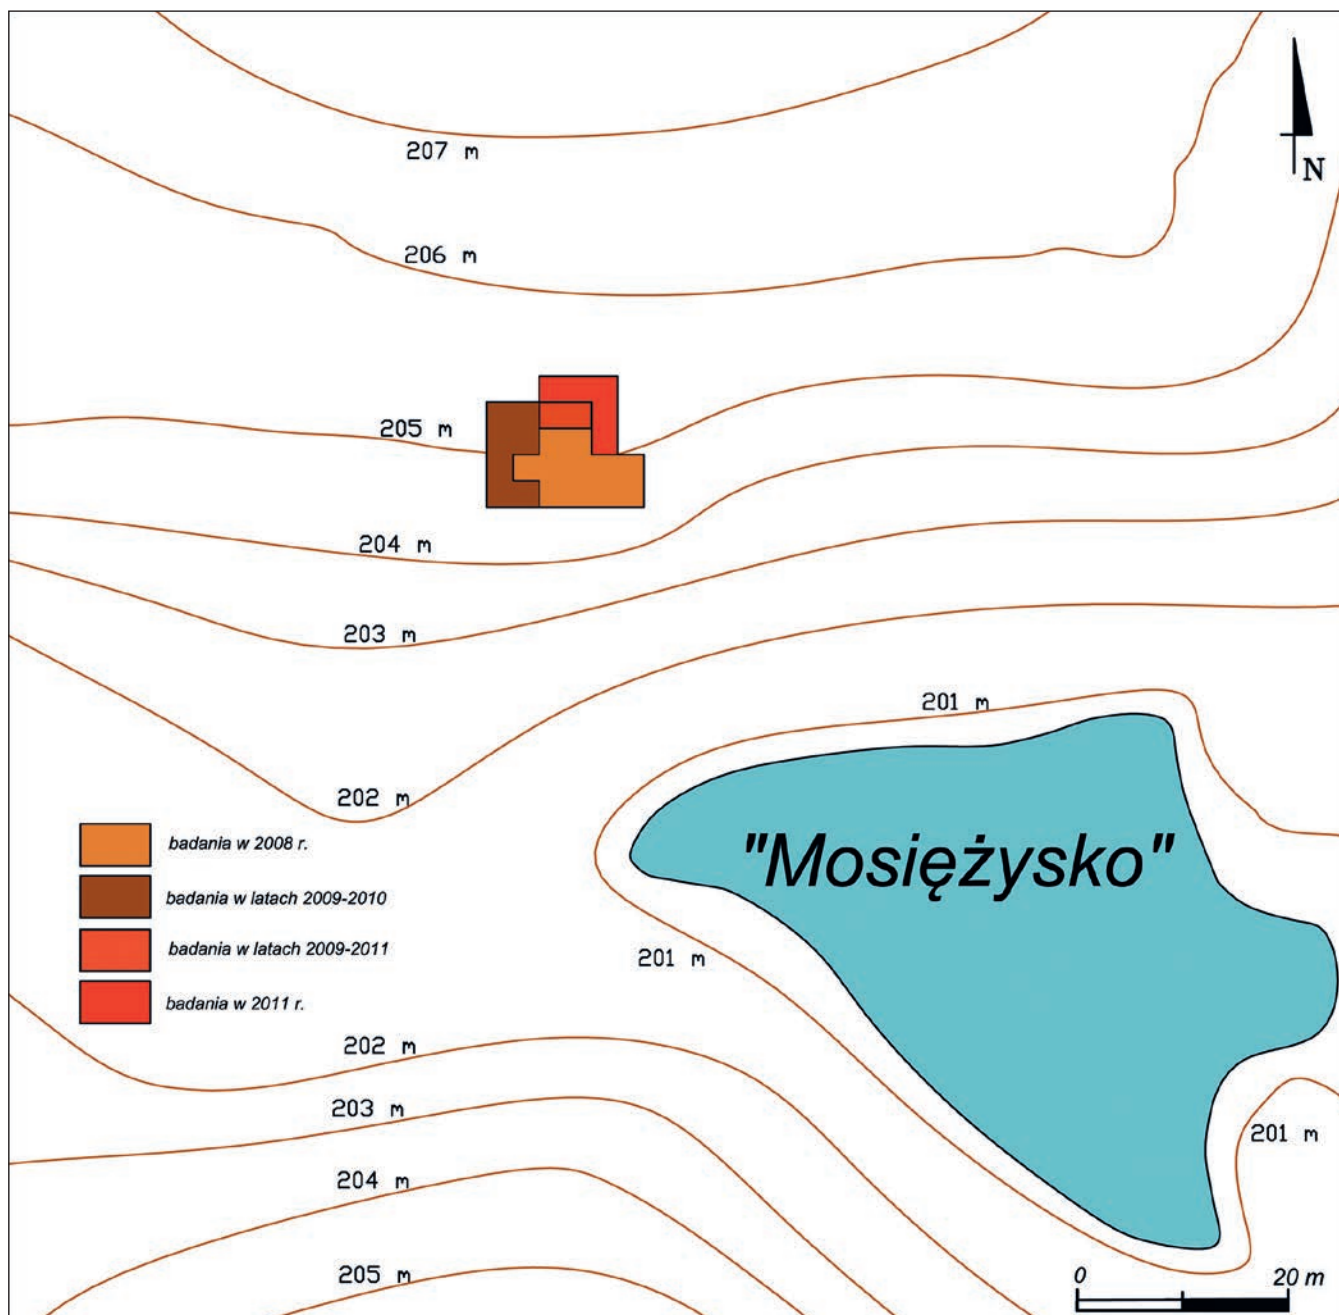 207 m
N
206 m
205 m
204 m
203 m
201 m
202 m
badania w 2008 r.
"Mosiężysko"
badania w latach 2009-2010
badania w latach 2009-2011
201 m
badania w 2011 r.
202 m
203 m
201 m
204 m
205 m
0 20 m